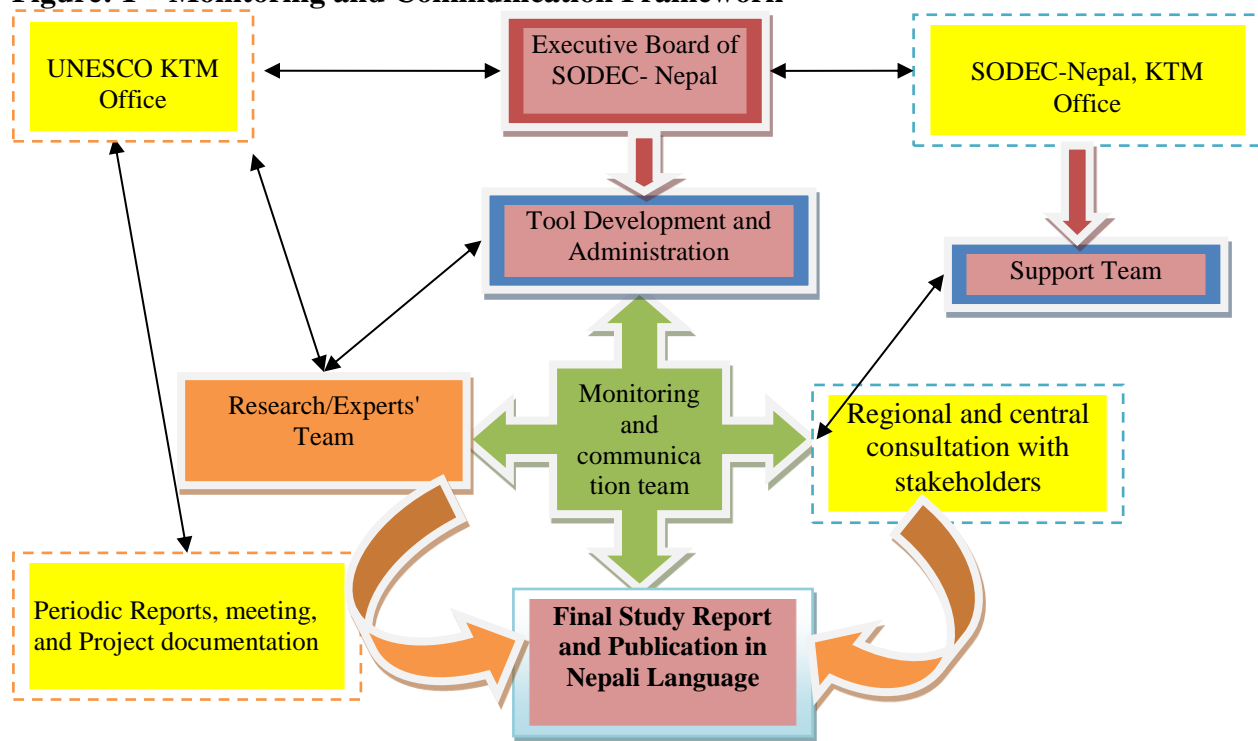 Figure: 1 - Monitoring and Communication Framework
UNESCO KTM
Office
Executive Board of
SODEC- Nepal
SODEC-Nepal, KTM
Office
Tool Development and
Administration
Support Team
Research/Experts'
Team
Monitoring
and
communica
tion team
Regional and central
consultation with
stakeholders
Periodic Reports, meeting,
and Project documentation
Final Study Report
and Publication in
Nepali Language